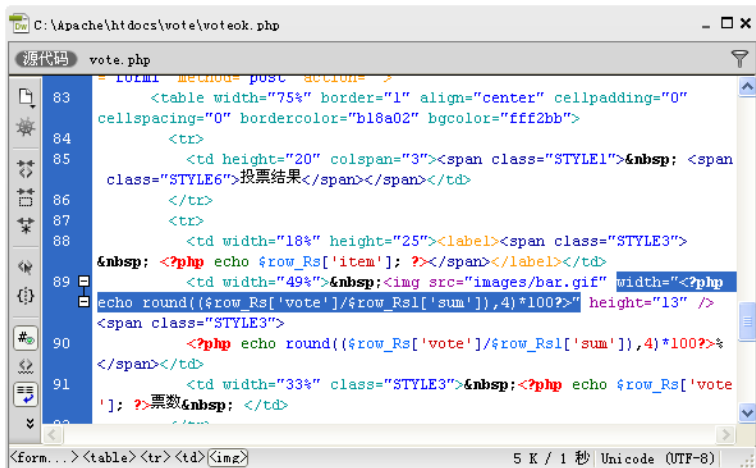 C:\Apache\htdocs\vote\voteok.php
源代码 vote.php
="form1" method="post" action="">
83 <table width="75%" border="1" align="center" cellpadding="0"
cellspacing="0" bordercolor="b18a02" bgcolor="fff2bb">
84 <tr>
85 <td height="20" colspan="3"><span class="STYLE1">&nbsp; <span
class="STYLE6">投票结果</span></span></td>
86 </tr>
87 <tr>
88 <td width="18%" height="25"><label><span class="STYLE3">
&nbsp; <?php echo $row_Rs['item']; ?></span></label></td>
89 <td width="49%">&nbsp;<img src="images/bar.gif" width="<?php
echo round(($row_Rs['vote']/$row_Rs1['sum']),4)*100?>" height="13" />
<span class="STYLE3">
90 <?php echo round(($row_Rs['vote']/$row_Rs1['sum']),4)*100?>%
</span></td>
91 <td width="33%" class="STYLE3">&nbsp;<?php echo $row_Rs['vote
']; ?>票数&nbsp; </td>
92 </tr>
<form...><table><tr><td><img> 5 K / 1 秒 Unicode (UTF-8)